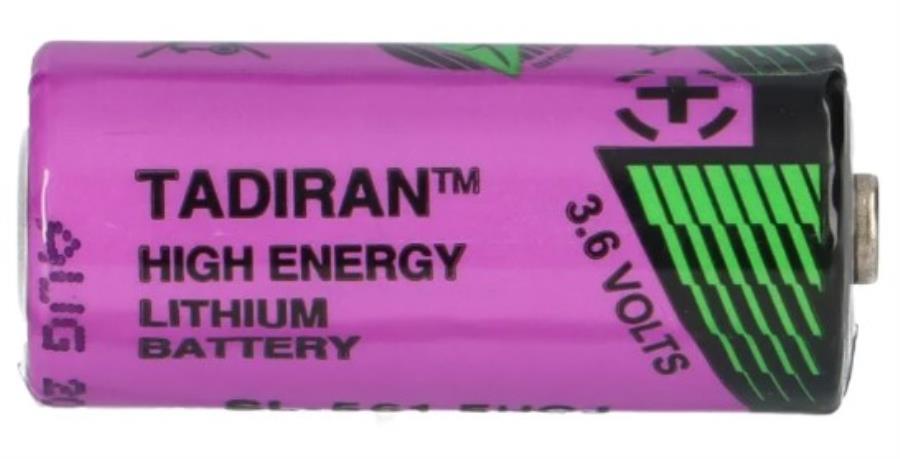 TADIRAN™
HIGH ENERGY
LITHIUM
BATTERY
+
3.6 VOLTS